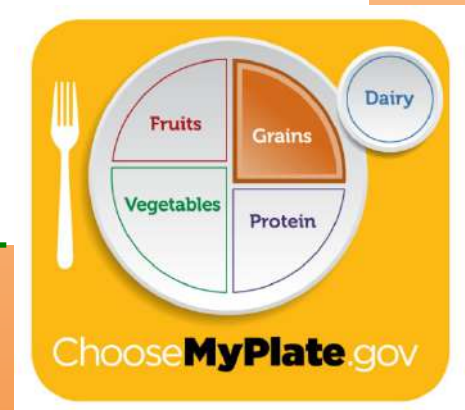 Fruits
Grains
Dairy
Vegetables
Protein
ChooseMyPlate.gov